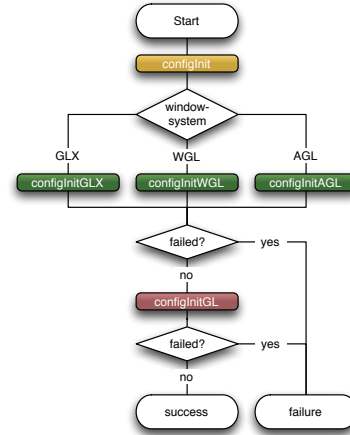 Start
configInit
window-
system
GLX
WGL
AGL
configInitGLX
configInitWGL
configInitAGL
failed?
yes
no
configInitGL
failed?
yes
no
success
failure